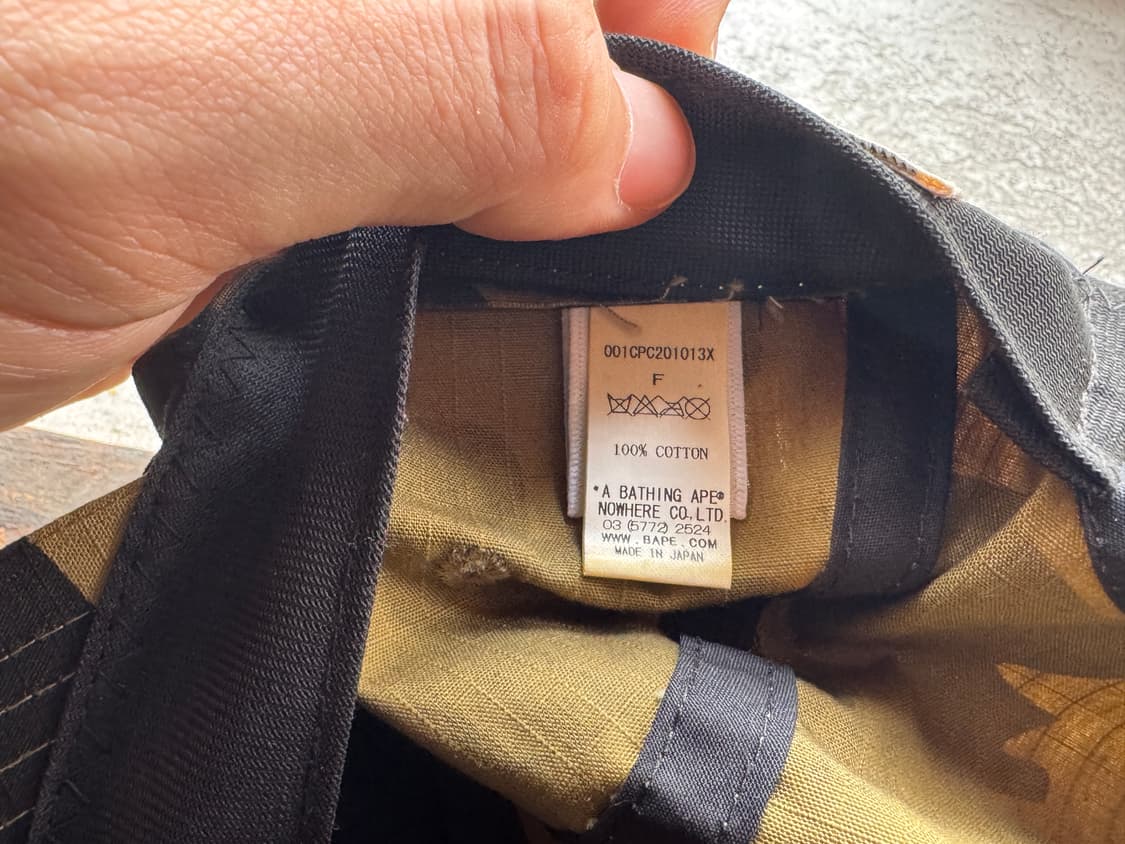 001CPC201013X
F
100% COTTON
*A BATHING APE®
NOWHERE CO., LTD.
03 (5772) 2524
WWW.BAPE.COM
MADE IN JAPAN